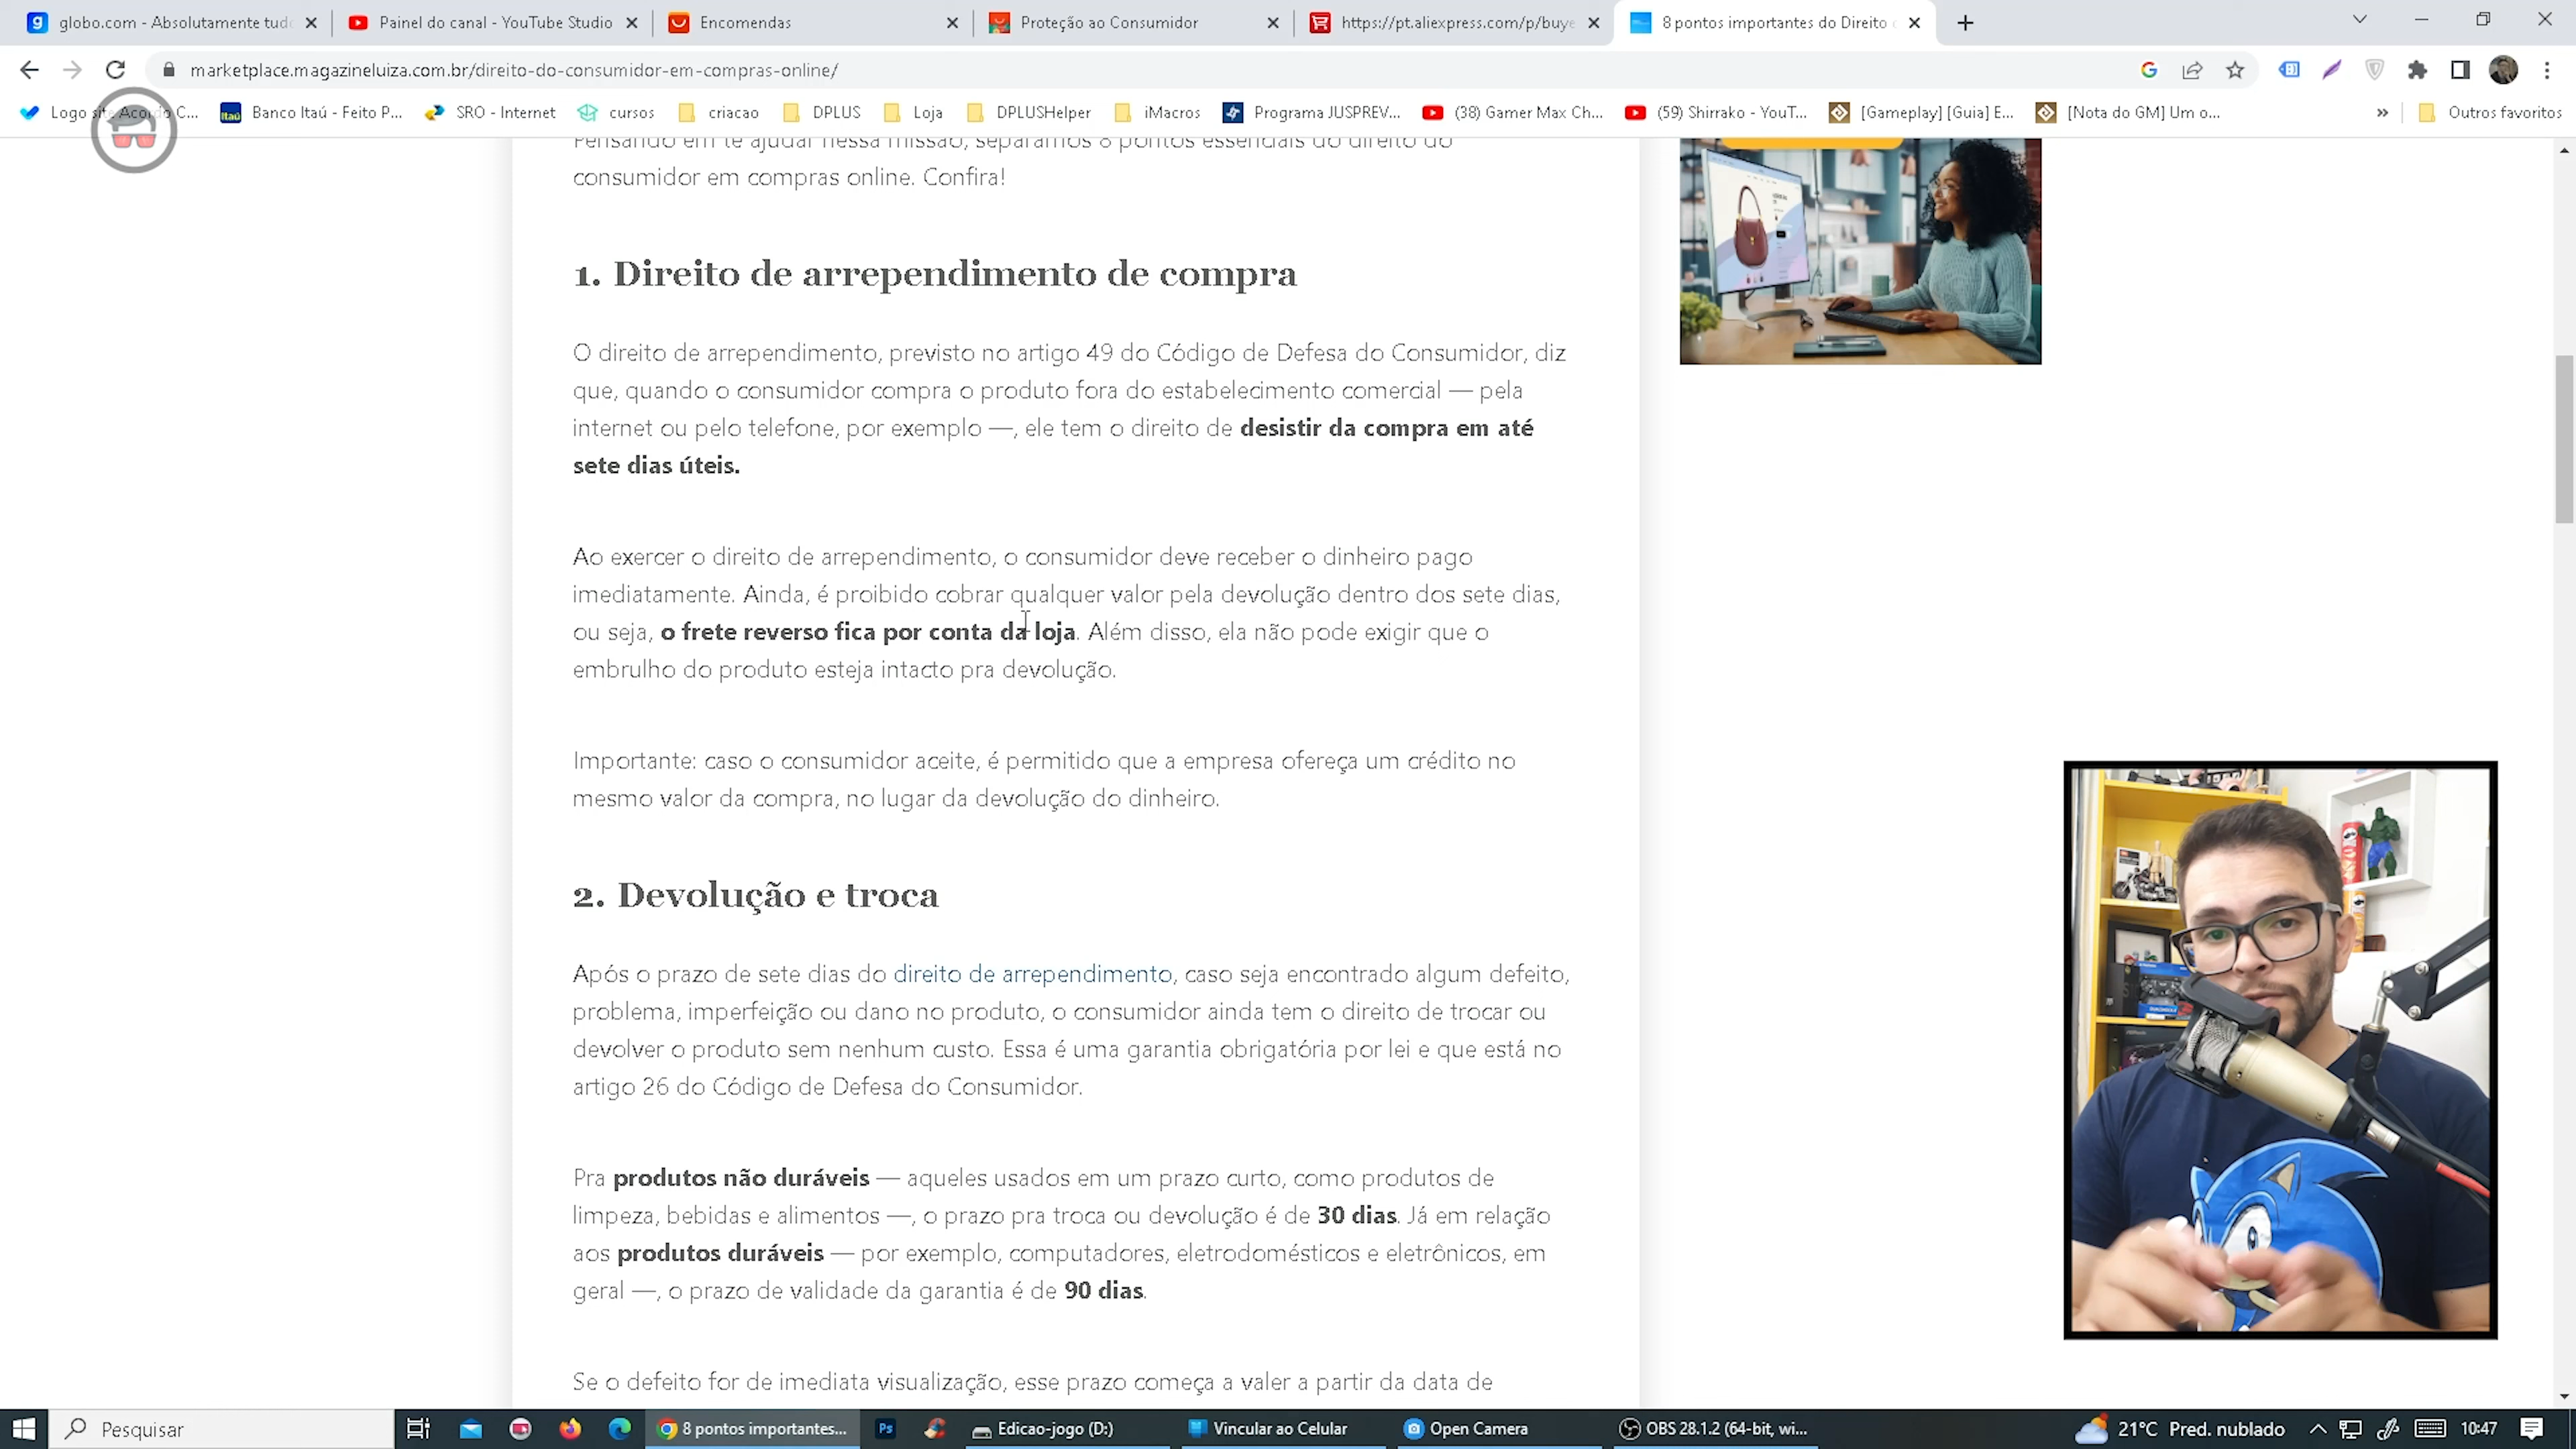 globo.com - Absolutamente tud
Painel do canal - YouTube Studio
Encomendas
Proteção ao Consumidor
https://pt.aliexpress.com/p/buye
8 pontos importantes do Direito
marketplace.magazineluiza.com.br/direito-do-consumidor-em-compras-online/
Logo site Acordo C...
Banco Itaú - Feito P...
SRO - Internet
cursos
criacao
DPLUS
Loja
DPLUSHelper
iMacros
Programa JUSPREV...
(38) Gamer Max Ch...
(59) Shirrako - YouT...
[Gameplay] [Guia] E...
[Nota do GM] Um o...
»
Outros favoritos
Pensando em te ajudar nessa missão, separamos 8 pontos essenciais do direito do
consumidor em compras online. Confira!
1. Direito de arrependimento de compra
O direito de arrependimento, previsto no artigo 49 do Código de Defesa do Consumidor, diz
que, quando o consumidor compra o produto fora do estabelecimento comercial — pela
internet ou pelo telefone, por exemplo —, ele tem o direito de desistir da compra em até
sete dias úteis.
Ao exercer o direito de arrependimento, o consumidor deve receber o dinheiro pago
imediatamente. Ainda, é proibido cobrar qualquer valor pela devolução dentro dos sete dias,
ou seja, o frete reverso fica por conta da loja. Além disso, ela não pode exigir que o
embrulho do produto esteja intacto pra devolução.
Importante: caso o consumidor aceite, é permitido que a empresa ofereça um crédito no
mesmo valor da compra, no lugar da devolução do dinheiro.
2. Devolução e troca
Após o prazo de sete dias do direito de arrependimento, caso seja encontrado algum defeito,
problema, imperfeição ou dano no produto, o consumidor ainda tem o direito de trocar ou
devolver o produto sem nenhum custo. Essa é uma garantia obrigatória por lei e que está no
artigo 26 do Código de Defesa do Consumidor.
Pra produtos não duráveis — aqueles usados em um prazo curto, como produtos de
limpeza, bebidas e alimentos —, o prazo pra troca ou devolução é de 30 dias. Já em relação
aos produtos duráveis — por exemplo, computadores, eletrodomésticos e eletrônicos, em
geral —, o prazo de validade da garantia é de 90 dias.
Se o defeito for de imediata visualização, esse prazo começa a valer a partir da data de
Pesquisar
8 pontos importantes...
Ps
Edicao-jogo (D:)
Vincular ao Celular
Open Camera
OBS 28.1.2 (64-bit, wi...
21°C Pred. nublado
10:47